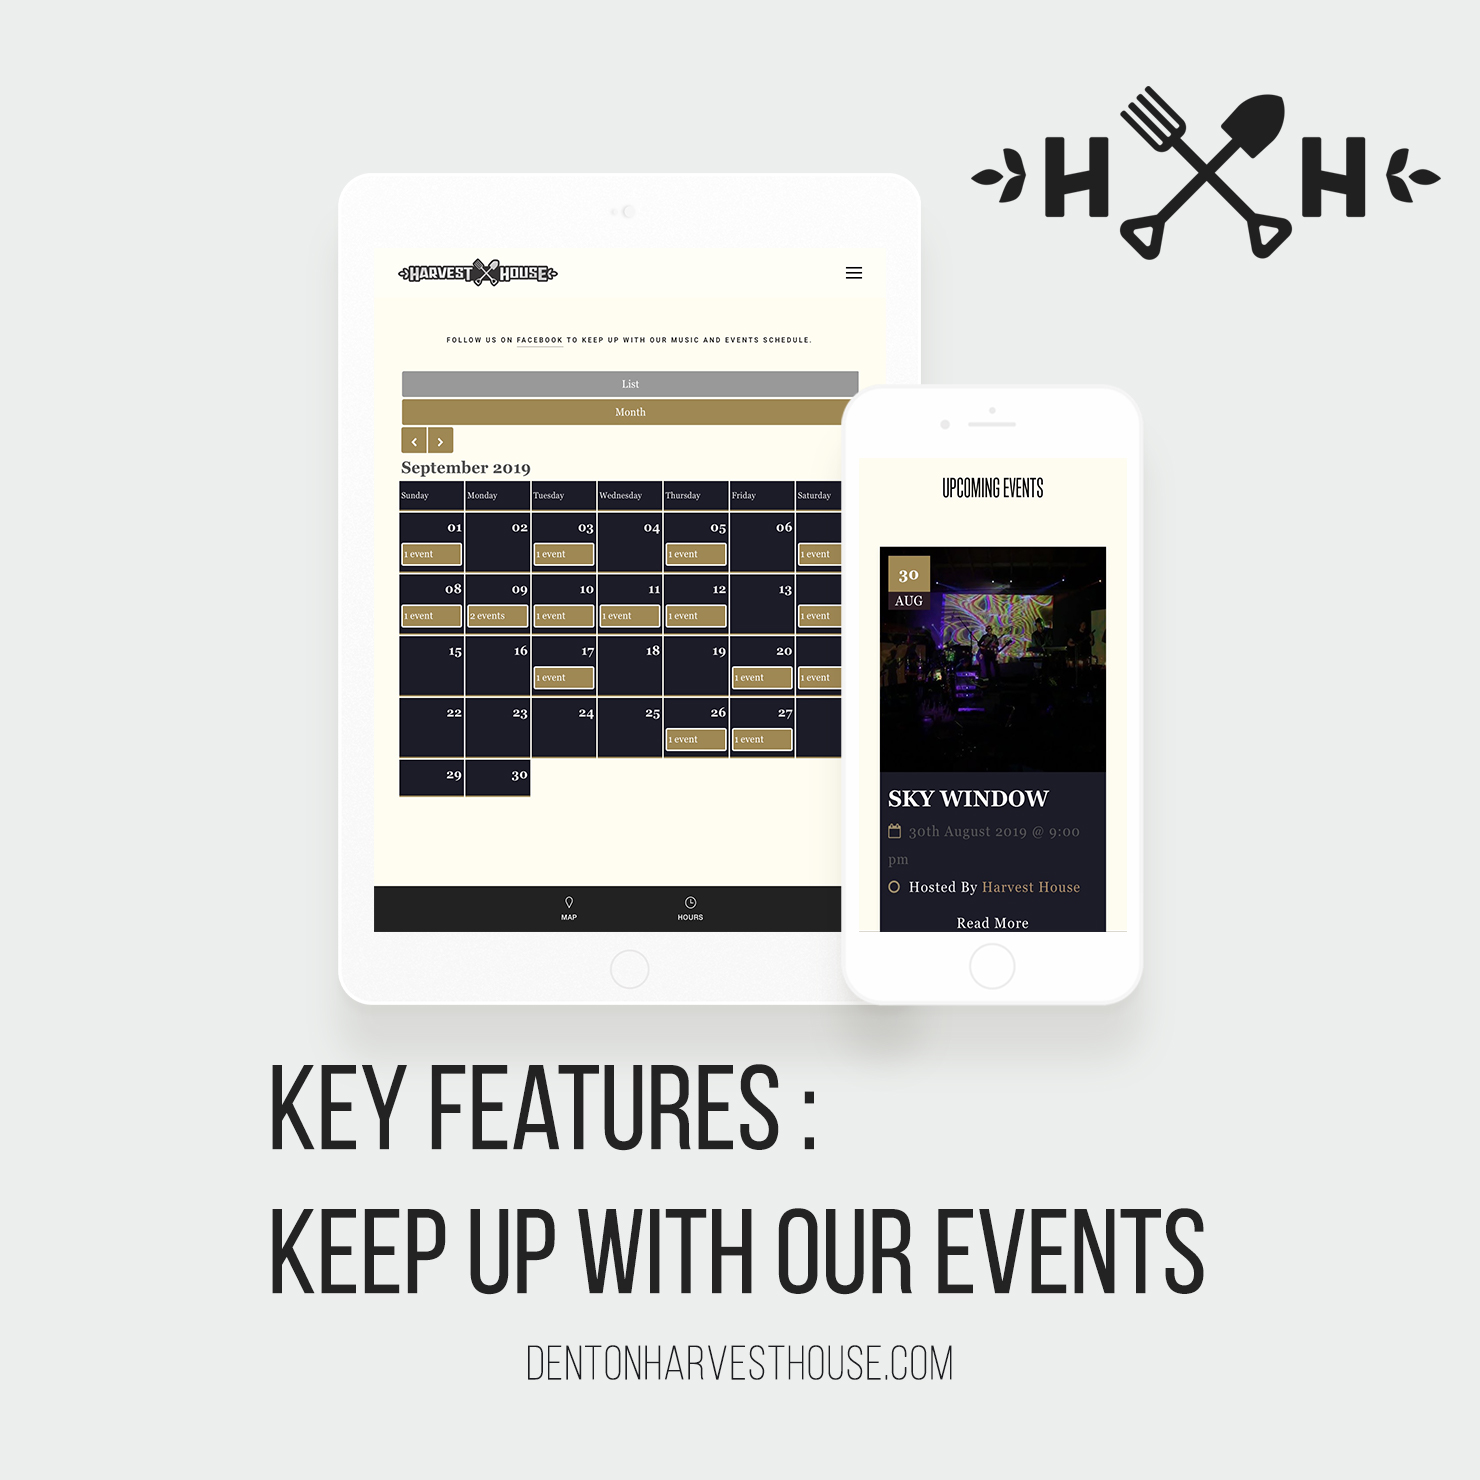 H H
HARVEST HOUSE
FOLLOW US ON FACEBOOK TO KEEP UP WITH OUR MUSIC AND EVENTS SCHEDULE.
List
Month
September 2019
Sunday Monday Tuesday Wednesday Thursday Friday Saturday
01 02 03 04 05 06
1 event 1 event 1 event 1 event
08 09 10 11 12 13
1 event 2 events 1 event 1 event 1 event 1 event
15 16 17 18 19 20
1 event 1 event 1 event
22 23 24 25 26 27
1 event 1 event
29 30
MAP HOURS
UPCOMING EVENTS
30
AUG
SKY WINDOW
30th August 2019 @ 9:00
pm
Hosted By Harvest House
Read More
KEY FEATURES :
KEEP UP WITH OUR EVENTS
DENTONHARVESTHOUSE.COM